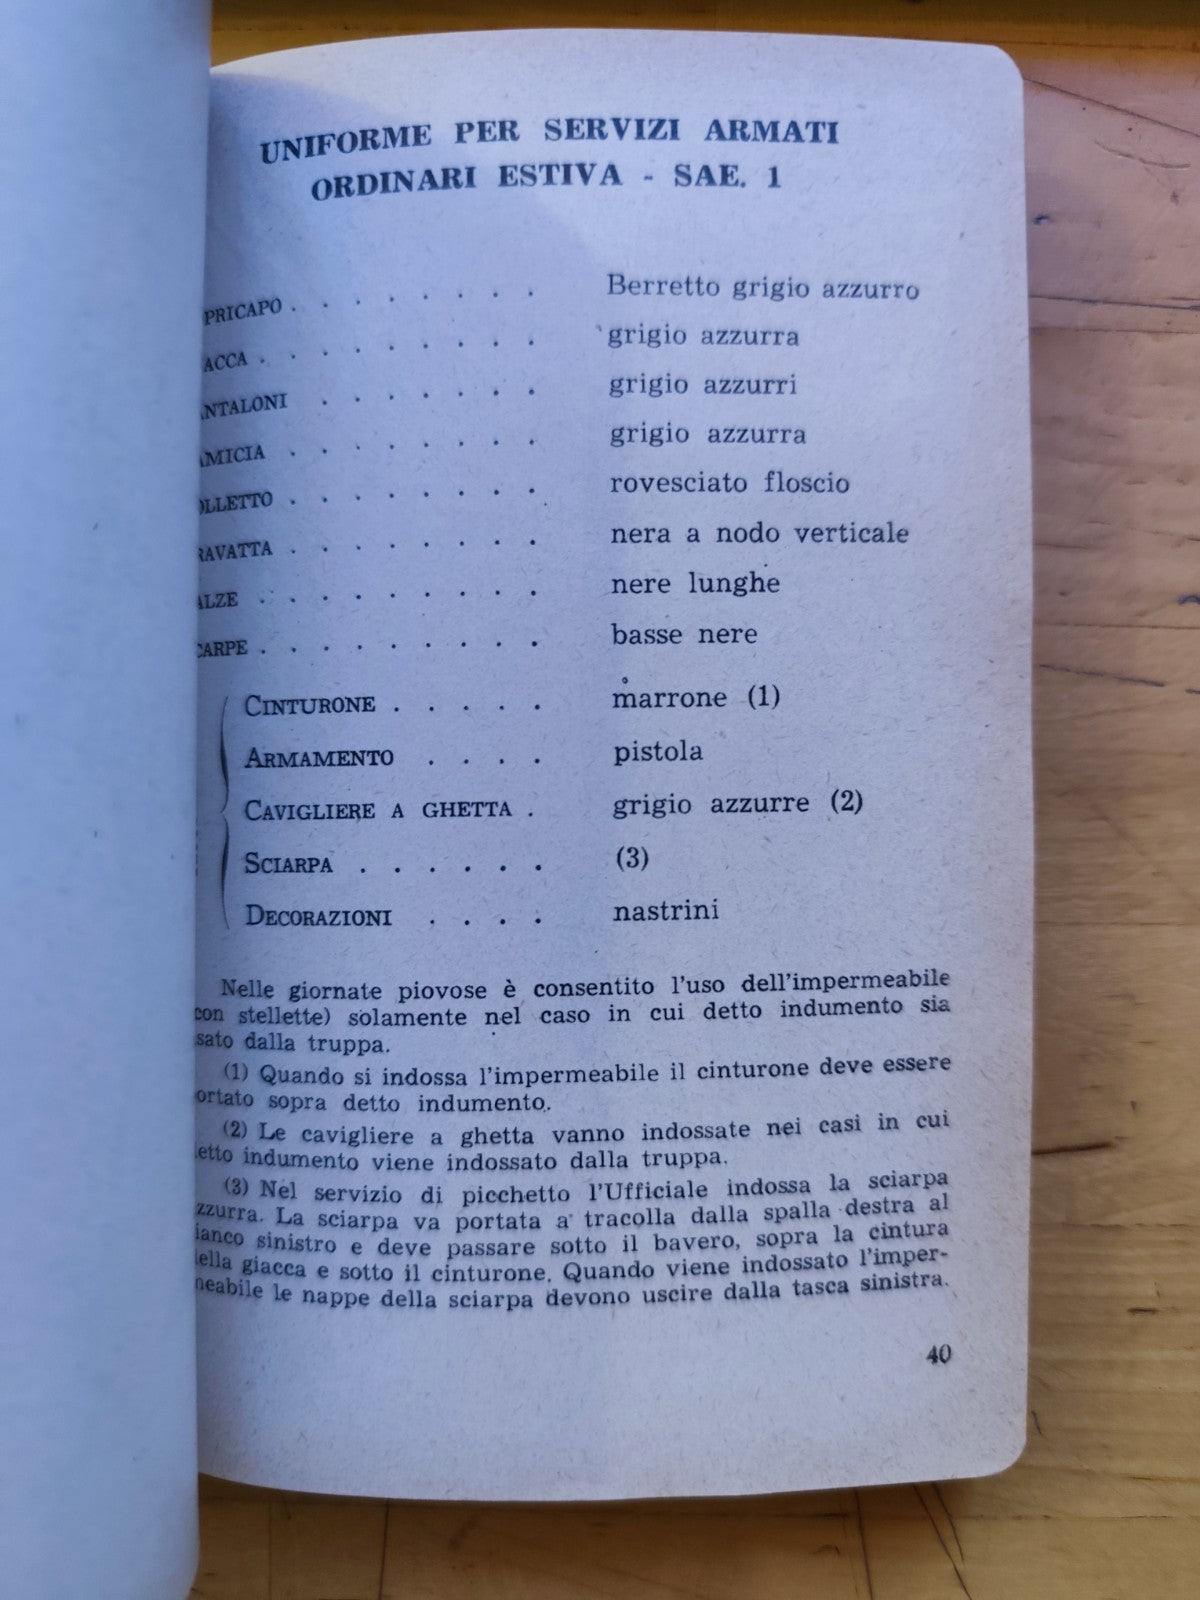 UNIFORME PER SERVIZI ARMATI
ORDINARI ESTIVA - SAE. 1
PRICAPO . . . . . . . . Berretto grigio azzurro
ACCA . . . . . . . . . grigio azzurra
NTALONI . . . . . . . grigio azzurri
AMICIA . . . . . . . . grigio azzurra
OLLETTO . . . . . . . . rovesciato floscio
RAVATTA . . . . . . . . nera a nodo verticale
ALZE . . . . . . . . . nere lunghe
CARPE . . . . . . . . . basse nere
CINTURONE . . . . . marrone (1)
ARMAMENTO . . . . pistola
CAVIGLIERE A GHETTA . grigio azzurre (2)
SCIARPA . . . . . . (3)
DECORAZIONI . . . . nastrini
Nelle giornate piovose è consentito l'uso dell'impermeabile
con stellette) solamente nel caso in cui detto indumento sia
sato dalla truppa.
(1) Quando si indossa l'impermeabile il cinturone deve essere
ortato sopra detto indumento.
(2) Le cavigliere a ghetta vanno indossate nei casi in cui
etto indumento viene indossato dalla truppa.
(3) Nel servizio di picchetto l'Ufficiale indossa la sciarpa
zzurra. La sciarpa va portata a tracolla dalla spalla destra al
ianco sinistro e deve passare sotto il bavero, sopra la cintura
ella giacca e sotto il cinturone. Quando viene indossato l'imper-
neabile le nappe della sciarpa devono uscire dalla tasca sinistra.
40